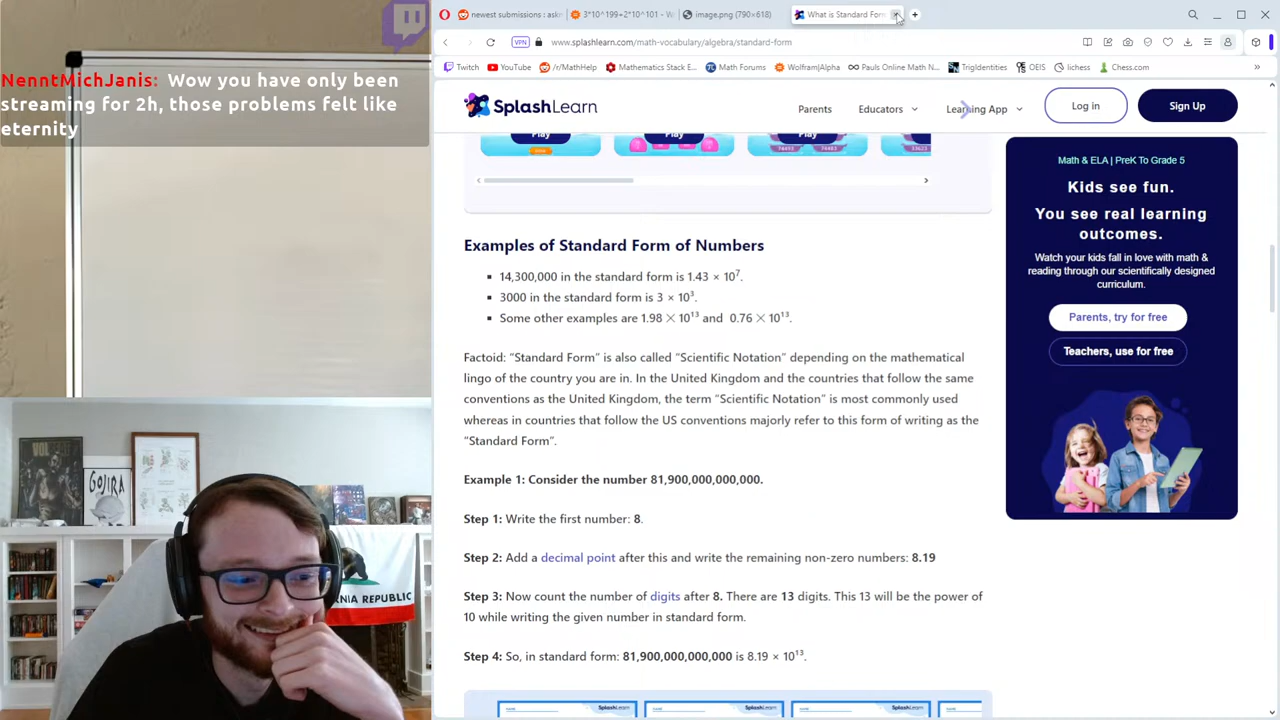 NenntMichJanis: Wow you have only been
streaming for 2h, those problems felt like
eternity
newest submissions : askr
3*10^199+2*10^101 - W
image.png (790×618)
What is Standard Form
VPN
www.splashlearn.com/math-vocabulary/algebra/standard-form
Twitch
YouTube
/r/MathHelp
Mathematics Stack E...
Math Forums
Wolfram|Alpha
Pauls Online Math N...
TrigIdentities
OEIS
lichess
Chess.com
SplashLearn
Parents
Educators
Learning App
Log in
Sign Up
Play
Play
Play
Examples of Standard Form of Numbers
14,300,000 in the standard form is 1.43 × 10⁷.
3000 in the standard form is 3 × 10³.
Some other examples are 1.98 × 10¹³ and 0.76 × 10¹³.
Factoid: “Standard Form” is also called “Scientific Notation” depending on the mathematical
lingo of the country you are in. In the United Kingdom and the countries that follow the same
conventions as the United Kingdom, the term “Scientific Notation” is most commonly used
whereas in countries that follow the US conventions majorly refer to this form of writing as the
“Standard Form”.
Example 1: Consider the number 81,900,000,000,000.
Step 1: Write the first number: 8.
Step 2: Add a decimal point after this and write the remaining non-zero numbers: 8.19
Step 3: Now count the number of digits after 8. There are 13 digits. This 13 will be the power of
10 while writing the given number in standard form.
Step 4: So, in standard form: 81,900,000,000,000 is 8.19 × 10¹³.
SplashLearn
SplashLearn
SplashLearn
Math & ELA | PreK To Grade 5
Kids see fun.
You see real learning
outcomes.
Watch your kids fall in love with math &
reading through our scientifically designed
curriculum.
Parents, try for free
Teachers, use for free
GOJIRA
RNIA REPUBLIC